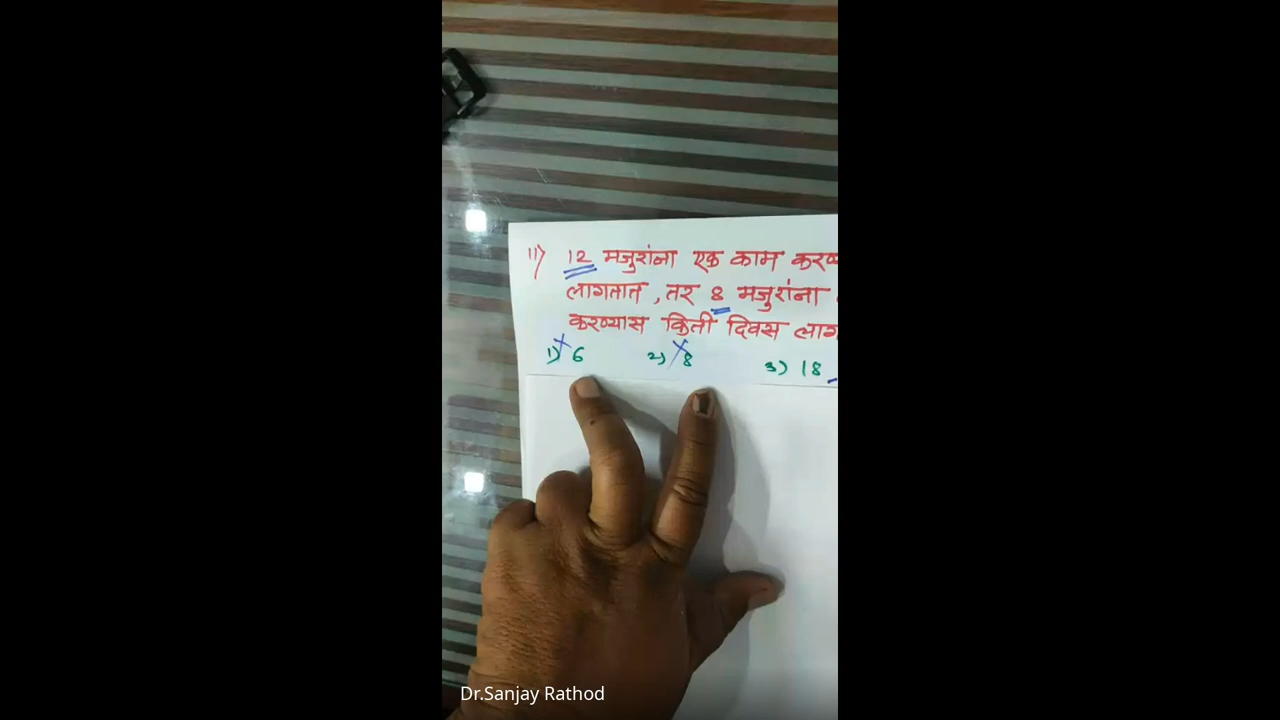 11) 12 मजुरांना एक काम
लागतात , तर 8 मजुरांना
करण्यास किती दिवस
1) 6 2) 8 3) 18
Dr.Sanjay Rathod